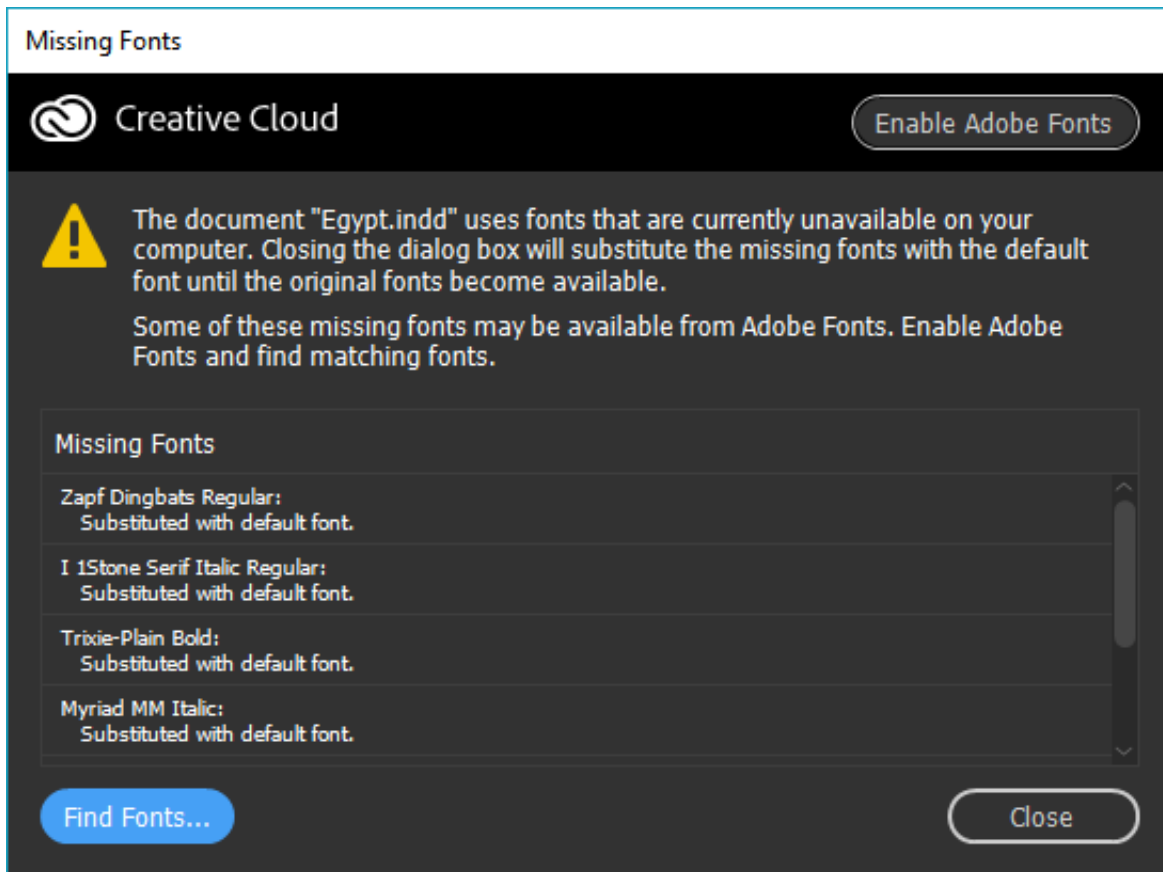 Missing Fonts
Creative Cloud
Enable Adobe Fonts
The document "Egypt.indd" uses fonts that are currently unavailable on your
computer. Closing the dialog box will substitute the missing fonts with the default
font until the original fonts become available.
Some of these missing fonts may be available from Adobe Fonts. Enable Adobe
Fonts and find matching fonts.
Missing Fonts
Zapf Dingbats Regular:
Substituted with default font.
I 1Stone Serif Italic Regular:
Substituted with default font.
Trixie-Plain Bold:
Substituted with default font.
Myriad MM Italic:
Substituted with default font.
Find Fonts...
Close